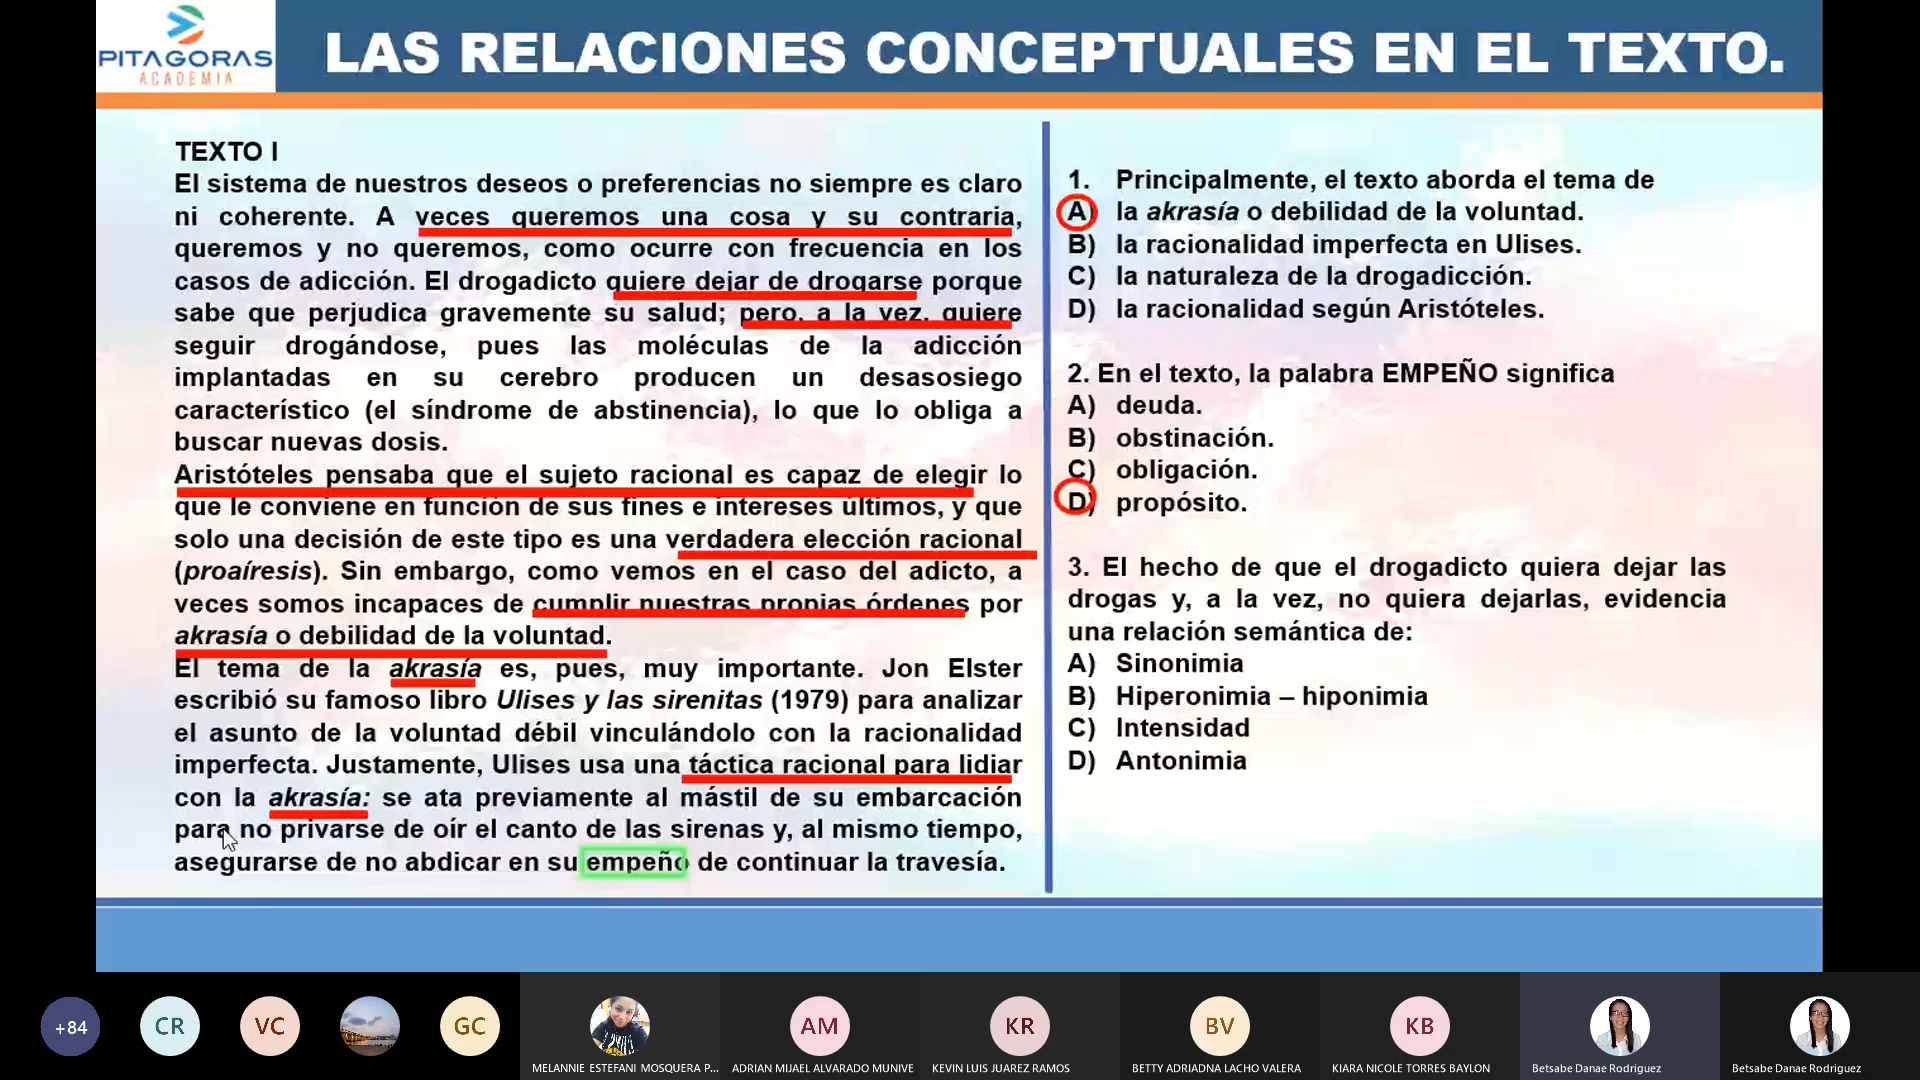 PITAGORAS
ACADEMIA
LAS RELACIONES CONCEPTUALES EN EL TEXTO.
TEXTO I
El sistema de nuestros deseos o preferencias no siempre es claro
ni coherente. A veces queremos una cosa y su contraria,
queremos y no queremos, como ocurre con frecuencia en los
casos de adicción. El drogadicto quiere dejar de drogarse porque
sabe que perjudica gravemente su salud; pero, a la vez, quiere
seguir drogándose, pues las moléculas de la adicción
implantadas en su cerebro producen un desasosiego
característico (el síndrome de abstinencia), lo que lo obliga a
buscar nuevas dosis.
Aristóteles pensaba que el sujeto racional es capaz de elegir lo
que le conviene en función de sus fines e intereses últimos, y que
solo una decisión de este tipo es una verdadera elección racional
(proaíresis). Sin embargo, como vemos en el caso del adicto, a
veces somos incapaces de cumplir nuestras propias órdenes por
akrasía o debilidad de la voluntad.
El tema de la akrasía es, pues, muy importante. Jon Elster
escribió su famoso libro Ulises y las sirenitas (1979) para analizar
el asunto de la voluntad débil vinculándolo con la racionalidad
imperfecta. Justamente, Ulises usa una táctica racional para lidiar
con la akrasía: se ata previamente al mástil de su embarcación
para no privarse de oír el canto de las sirenas y, al mismo tiempo,
asegurarse de no abdicar en su empeño de continuar la travesía.
1. Principalmente, el texto aborda el tema de
A) la akrasía o debilidad de la voluntad.
B) la racionalidad imperfecta en Ulises.
C) la naturaleza de la drogadicción.
D) la racionalidad según Aristóteles.
2. En el texto, la palabra EMPEÑO significa
A) deuda.
B) obstinación.
C) obligación.
D) propósito.
3. El hecho de que el drogadicto quiera dejar las
drogas y, a la vez, no quiera dejarlas, evidencia
una relación semántica de:
A) Sinonimia
B) Hiperonimia – hiponimia
C) Intensidad
D) Antonimia
+84
CR
VC
GC
AM
KR
BV
KB
MELANNIE ESTEFANI MOSQUERA P...
ADRIAN MIJAEL ALVARADO MUNIVE
KEVIN LUIS JUAREZ RAMOS
BETTY ADRIADNA LACHO VALERA
KIARA NICOLE TORRES BAYLON
Betsabe Danae Rodriguez
Betsabe Danae Rodriguez